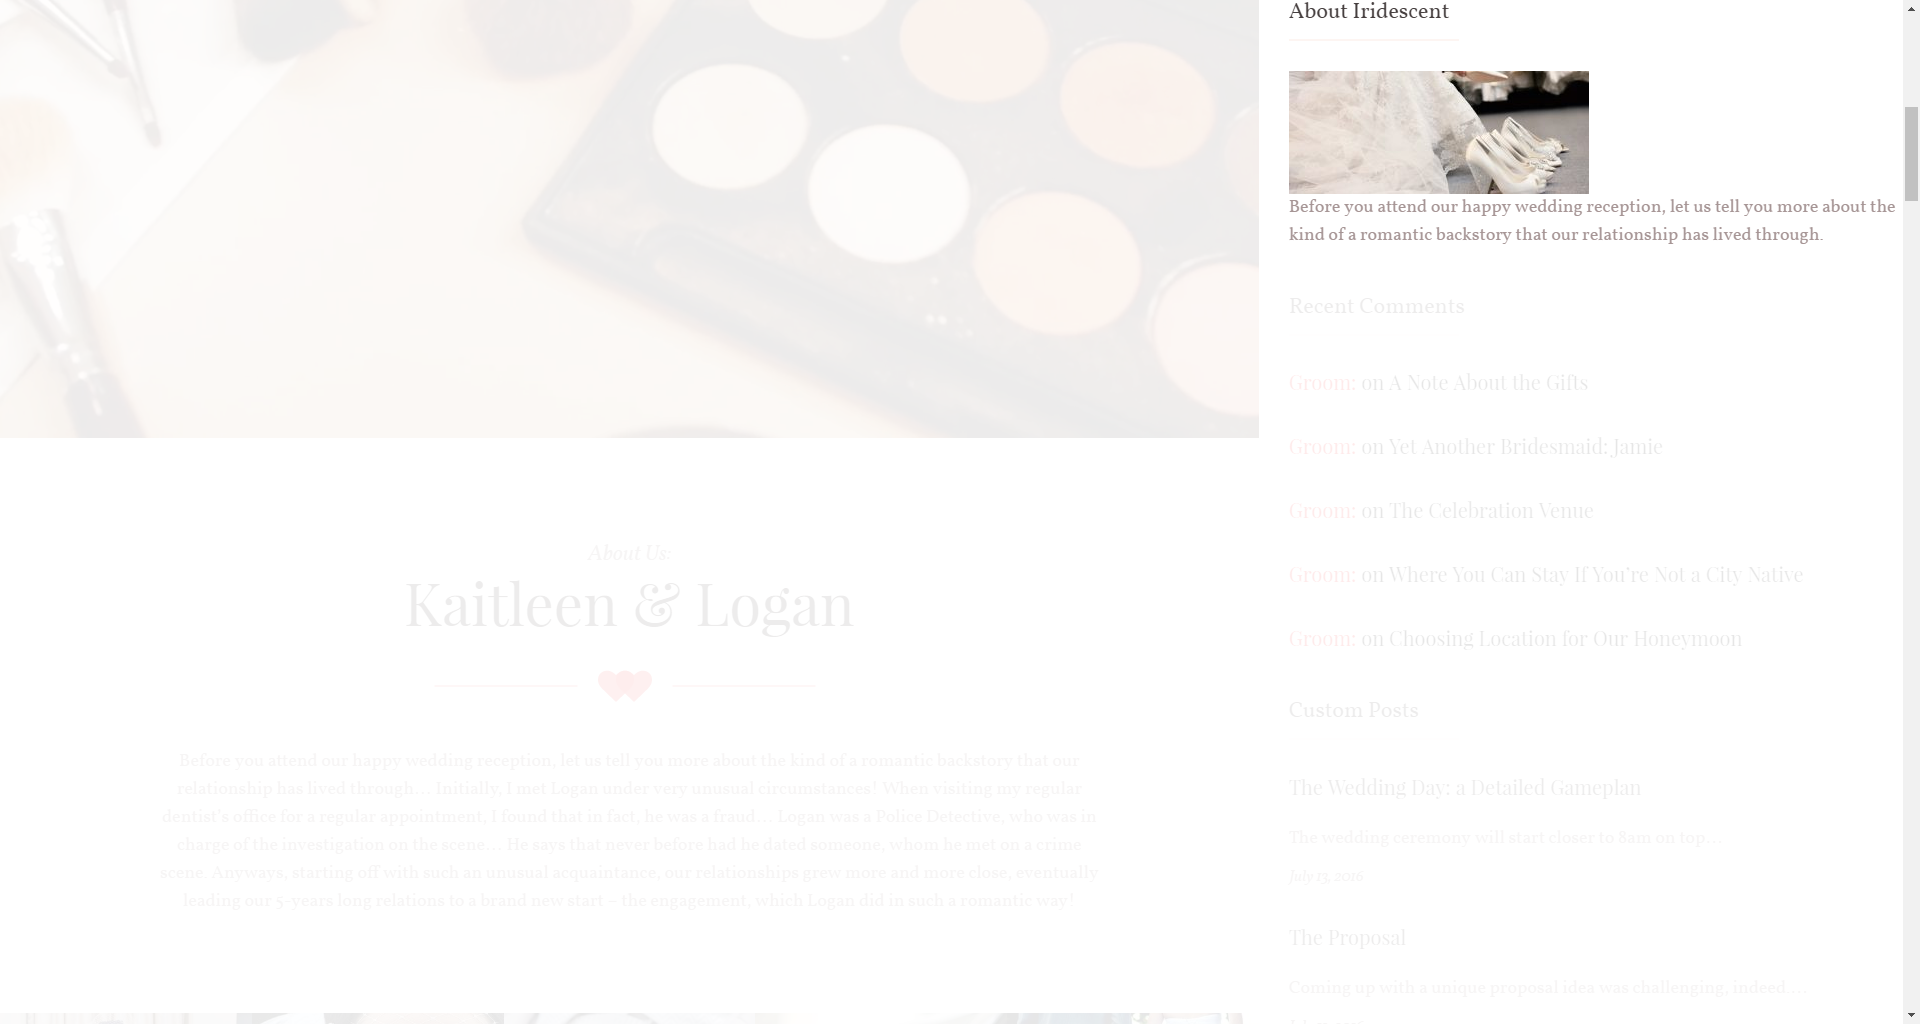 About Iridescent
Before you attend our happy wedding reception, let us tell you more about the
kind of a romantic backstory that our relationship has lived through.
Recent Comments
Groom: on A Note About the Gifts
Groom: on Yet Another Bridesmaid: Jamie
Groom: on The Celebration Venue
Groom: on Where You Can Stay If You’re Not a City Native
Groom: on Choosing Location for Our Honeymoon
Custom Posts
The Wedding Day: a Detailed Gameplan
The wedding ceremony will start closer to 8am on top…
July 13, 2016
The Proposal
Coming up with a unique proposal idea was challenging, indeed…
About Us:
Kaitleen & Logan
Before you attend our happy wedding reception, let us tell you more about the kind of a romantic backstory that our
relationship has lived through… Initially, I met Logan under very unusual circumstances! When visiting my regular
dentist’s office for a regular appointment, I found that in fact, he was a fraud… Logan was a Police Detective, who was in
charge of the investigation on the scene… He says that never before had he dated someone, whom he met on a crime
scene. Anyways, starting off with such an unusual acquaintance, our relationships grew more and more close, eventually
leading our 5-years long relations to a brand new start – the engagement, which Logan did in such a romantic way!